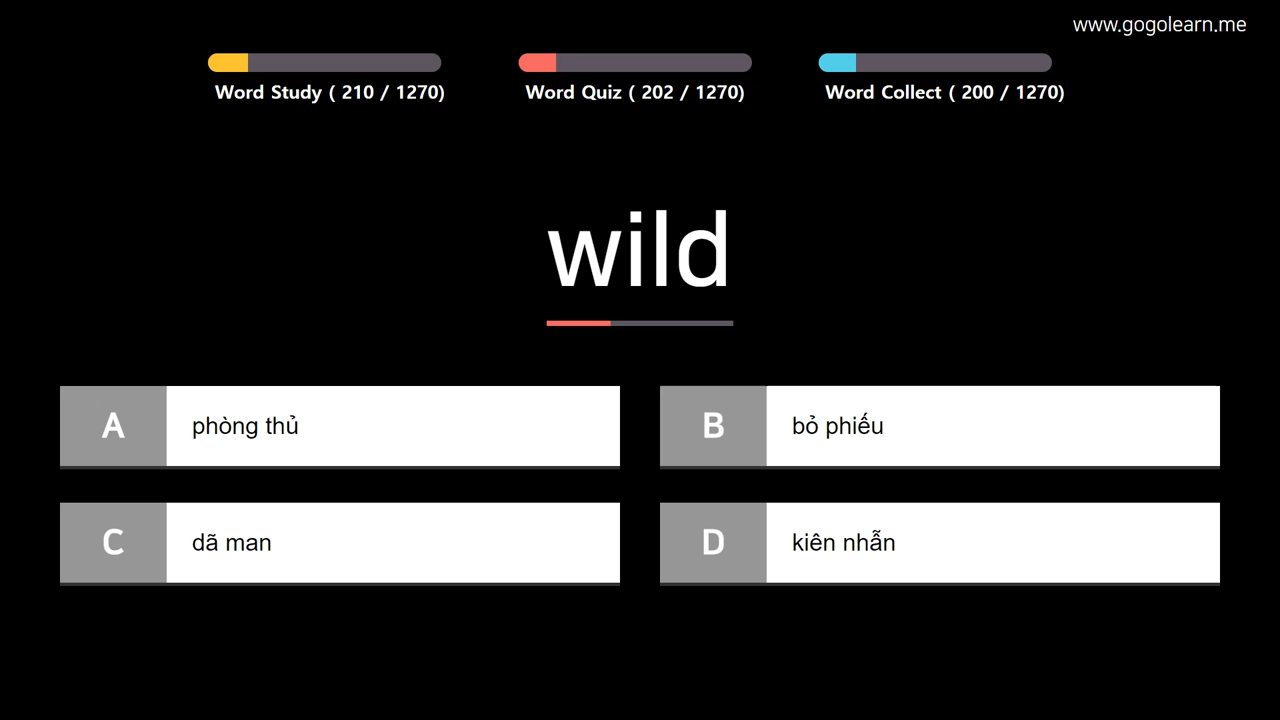 www.gogolearn.me
Word Study ( 210 / 1270)
Word Quiz ( 202 / 1270)
Word Collect ( 200 / 1270)
wild
A phòng thủ
B bỏ phiếu
C dã man
D kiên nhẫn